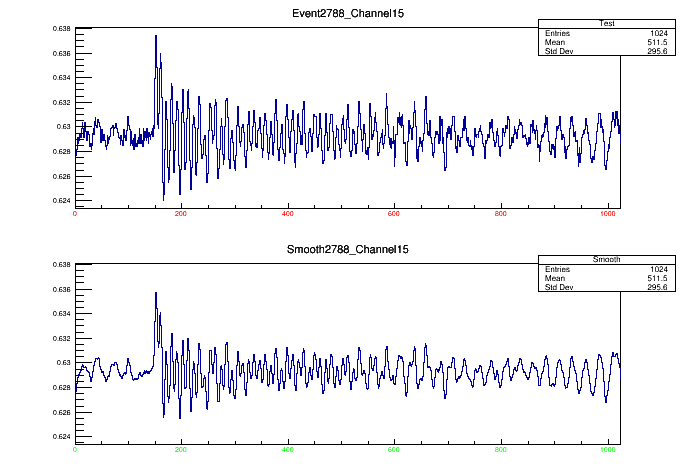 Event2788_Channel15
Test
Entries 1024
Mean 511.5
Std Dev 295.6
0.638
0.636
0.634
0.632
0.63
0.628
0.626
0.624
0 200 400 600 800 1000
Smooth2788_Channel15
Smooth
Entries 1024
Mean 511.5
Std Dev 295.6
0.638
0.636
0.634
0.632
0.63
0.628
0.626
0.624
0 200 400 600 800 1000